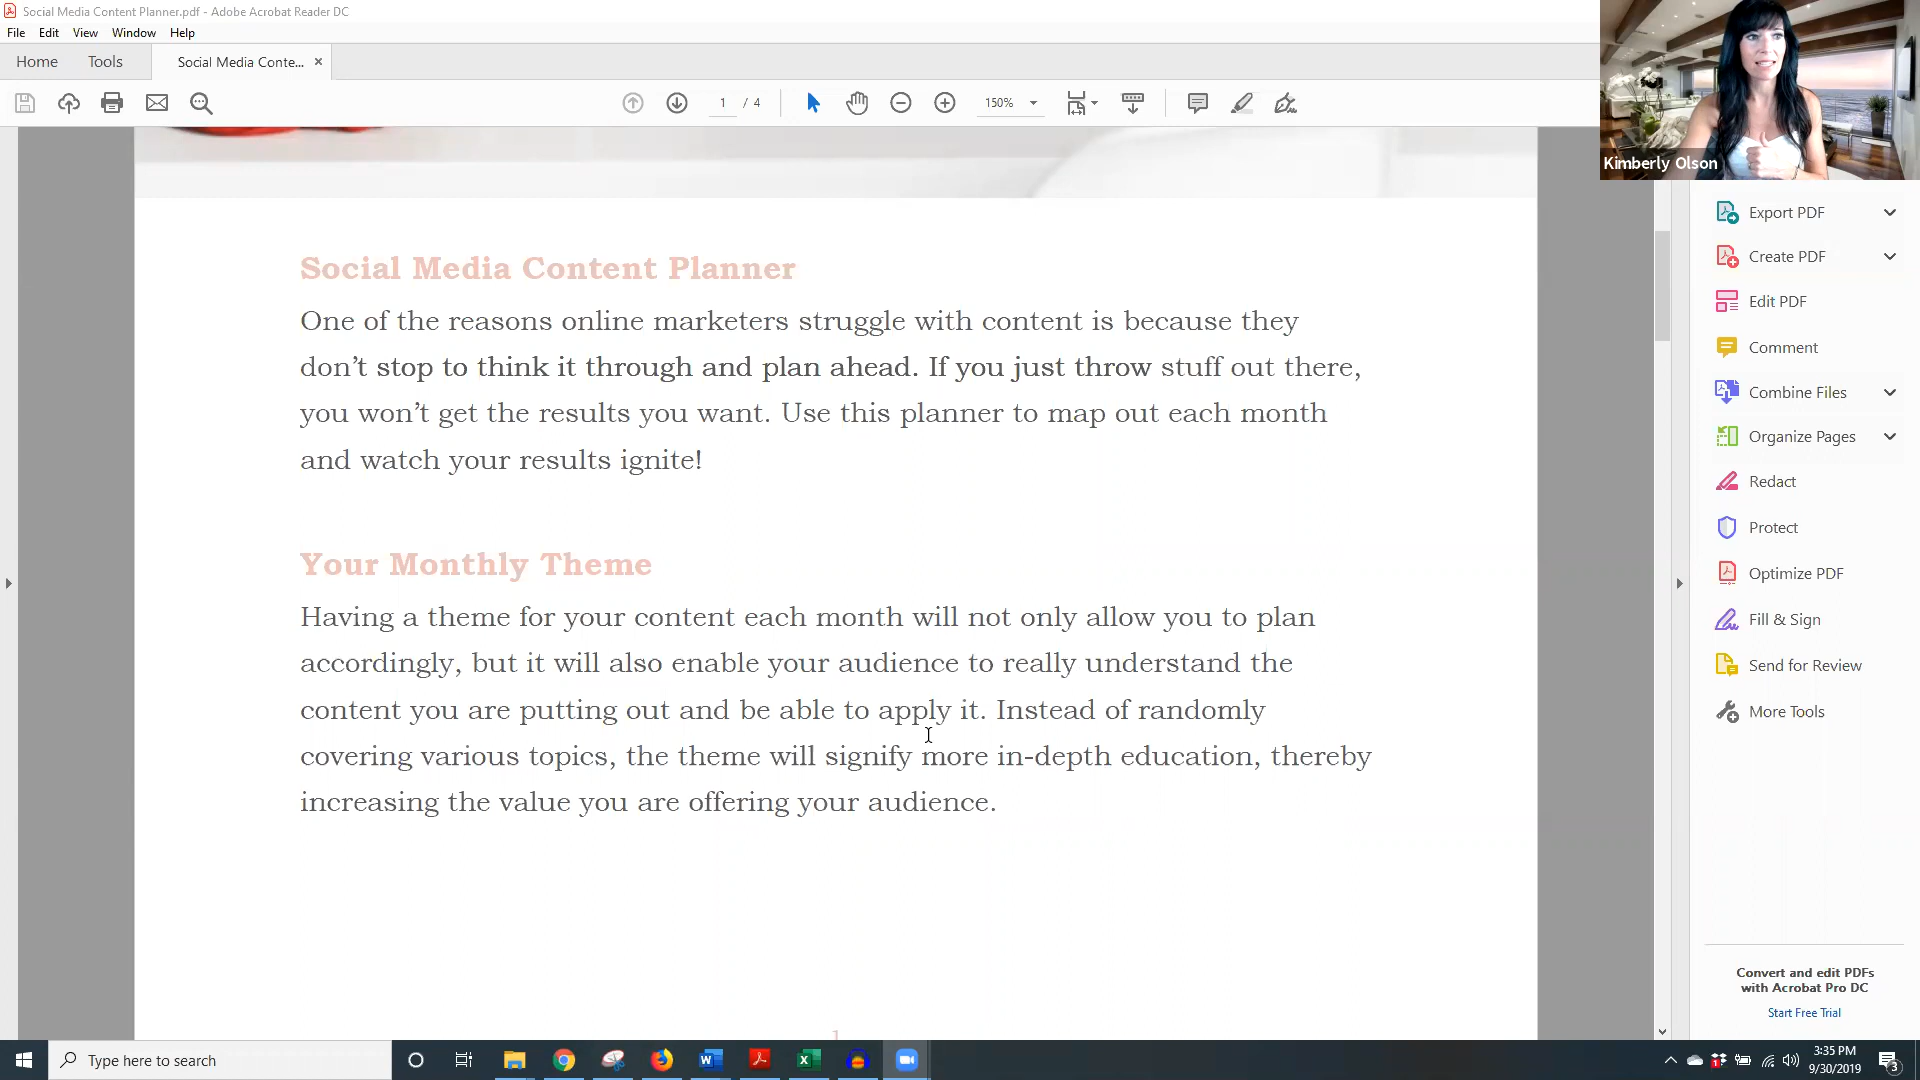 Social Media Content Planner.pdf - Adobe Acrobat Reader DC
File Edit View Window Help
Home Tools Social Media Conte... ×
1 / 4 150%
Kimberly Olson
Social Media Content Planner
One of the reasons online marketers struggle with content is because they
don’t stop to think it through and plan ahead. If you just throw stuff out there,
you won’t get the results you want. Use this planner to map out each month
and watch your results ignite!
Your Monthly Theme
Having a theme for your content each month will not only allow you to plan
accordingly, but it will also enable your audience to really understand the
content you are putting out and be able to apply it. Instead of randomly
covering various topics, the theme will signify more in-depth education, thereby
increasing the value you are offering your audience.
1
Export PDF
Create PDF
Edit PDF
Comment
Combine Files
Organize Pages
Redact
Protect
Optimize PDF
Fill & Sign
Send for Review
More Tools
Convert and edit PDFs
with Acrobat Pro DC
Start Free Trial
Type here to search
3:35 PM
9/30/2019
3